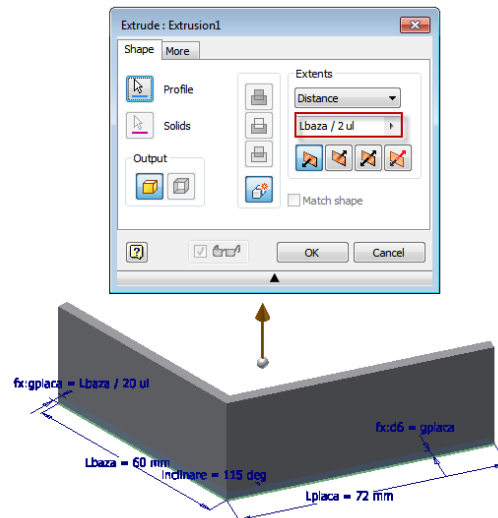 Extrude : Extrusion1
Shape
More
Extents
Profile
Distance
Solids
Lbaza / 2 ul
Output
Match shape
OK
Cancel
fx:gplaca = Lbaza / 20 ul
fx:d6 = gplaca
Lbaza = 60 mm
Inclinare = 115 deg
Lplaca = 72 mm